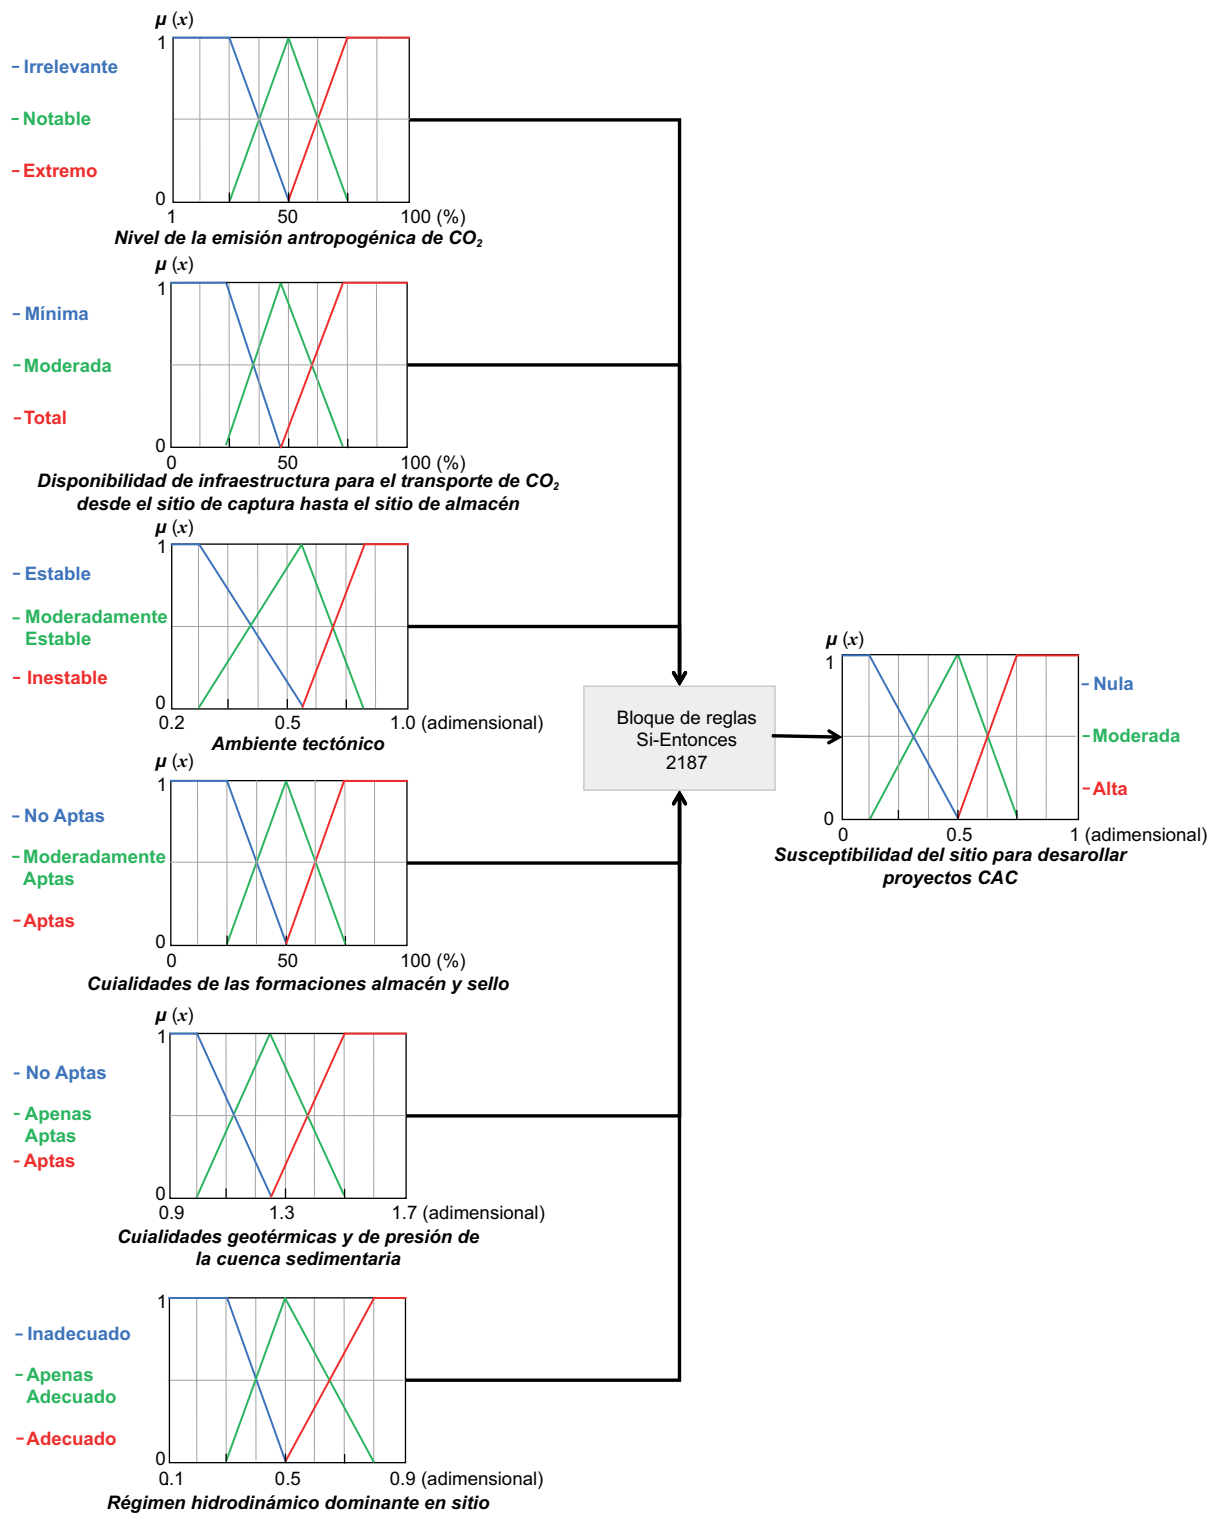 μ (x)
1
– Irrelevante
– Notable
– Extremo
0
1 50 100 (%)
Nivel de la emisión antropogénica de CO₂
μ (x)
1
– Mínima
– Moderada
– Total
0
0 50 100 (%)
Disponibilidad de infraestructura para el transporte de CO₂
desde el sitio de captura hasta el sitio de almacén
μ (x)
1
– Estable
– Moderadamente
Estable
– Inestable
0
0.2 0.5 1.0 (adimensional)
Ambiente tectónico
μ (x)
1
– No Aptas
– Moderadamente
Aptas
– Aptas
0
0 50 100 (%)
Cuialidades de las formaciones almacén y sello
μ (x)
1
– No Aptas
– Apenas
Aptas
– Aptas
0
0.9 1.3 1.7 (adimensional)
Cuialidades geotérmicas y de presión de
la cuenca sedimentaria
μ (x)
1
– Inadecuado
– Apenas
Adecuado
– Adecuado
0
0.1 0.5 0.9 (adimensional)
Régimen hidrodinámico dominante en sitio
Bloque de reglas
Si-Entonces
2187
μ (x)
1
– Nula
– Moderada
– Alta
0
0 0.5 1 (adimensional)
Susceptibilidad del sitio para desarollar
proyectos CAC